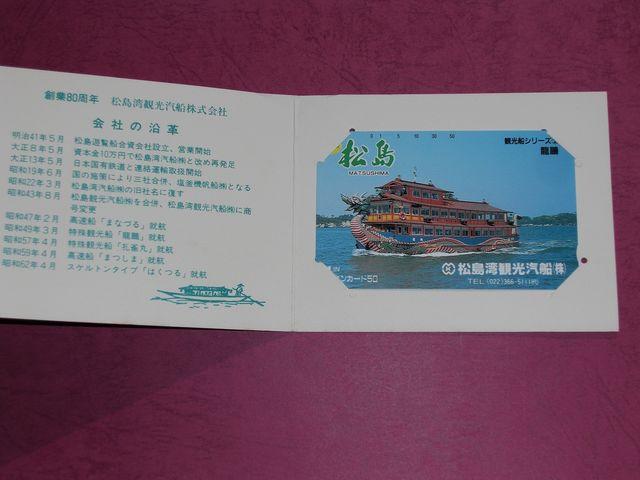 創業80周年 松島湾観光汽船株式会社
会社の沿革
明治41年5月 松島遊覧船合資会社設立、営業開始
大正8年5月 資本金10万円で松島湾汽船㈱と改め再発足
大正13年5月 日本国有鉄道と連絡運輸取扱開始
昭和19年6月 国の施策により三社合併、塩釜機帆船㈱となる
昭和22年3月 松島湾汽船㈱の旧社名に復す
昭和43年8月 松島観光汽船㈱を合併、松島湾観光汽船㈱に商
号変更
昭和47年2月 高速船「まなづる」就航
昭和49年3月 特殊観光船「龍鵬」就航
昭和57年4月 特殊観光船「孔雀丸」就航
昭和59年4月 高速船「まつしま」就航
昭和62年4月 スケルトンタイプ「はくつる」就航
0 1 5 10 20 30 40 50
観光船シリーズ
松島
MATSUSHIMA
松島湾観光汽船(株)
TEL (022)366-5111(代)
ンカード50